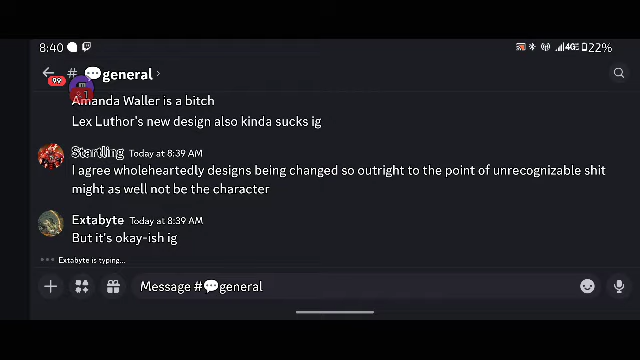 8:40 4G 22%
99 # 💬general ›
Amanda Waller is a bitch
Lex Luthor's new design also kinda sucks ig
Startling Today at 8:39 AM
I agree wholeheartedly designs being changed so outright to the point of unrecognizable shit
might as well not be the character
Extabyte Today at 8:39 AM
But it's okay-ish ig
Extabyte is typing...
Message #💬general